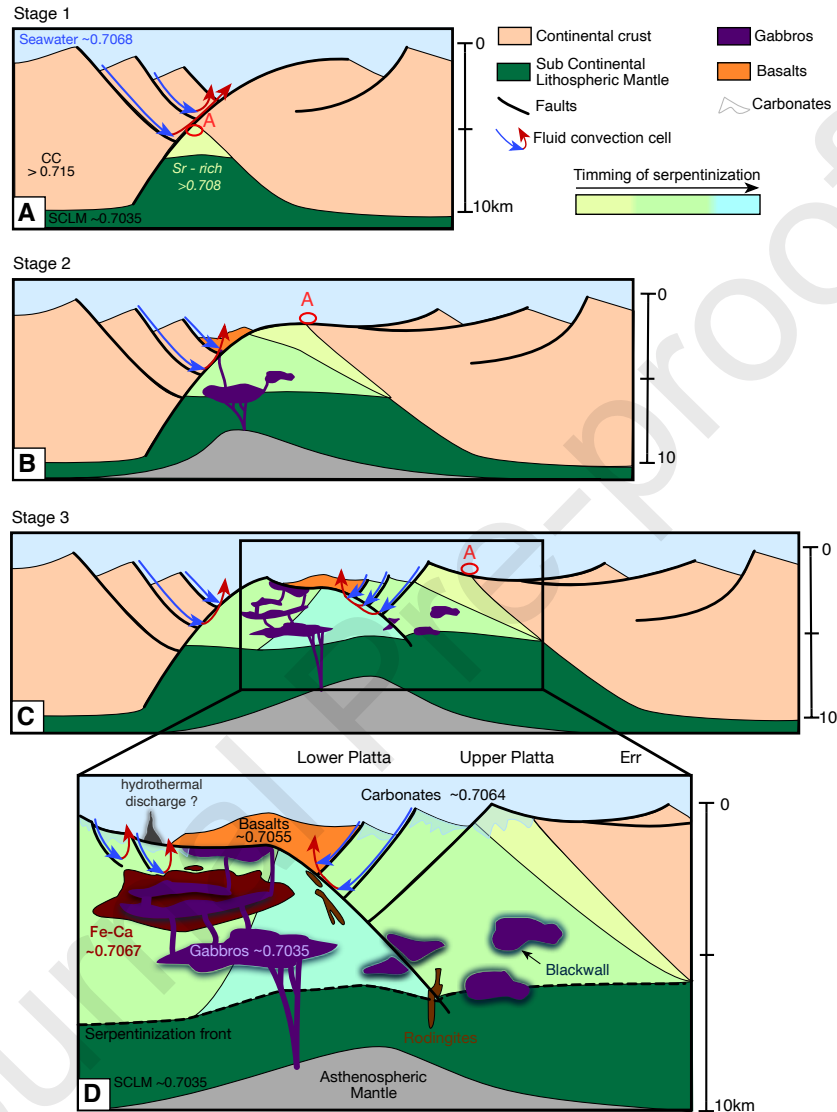 Stage 1
Seawater ~0.7068
A
CC
> 0.715
Sr - rich
>0.708
SCLM ~0.7035
A
0
10km
Continental crust
Sub Continental
Lithospheric Mantle
Faults
Fluid convection cell
Gabbros
Basalts
Carbonates
Timming of serpentinization
Stage 2
A
B
0
10
Stage 3
A
C
0
10
Lower Platta
Upper Platta
Err
hydrothermal
discharge ?
Carbonates ~0.7064
Basalts
~0.7055
Fe-Ca
~0.7067
Gabbros ~0.7035
Blackwall
Rodingites
Serpentinization front
SCLM ~0.7035
Asthenospheric
Mantle
D
0
10km
Journal Pre-proof